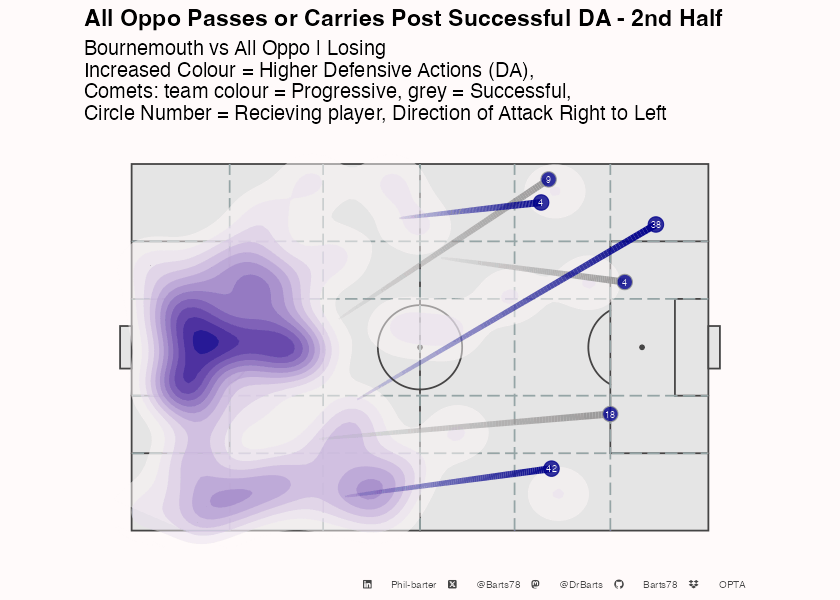 All Oppo Passes or Carries Post Successful DA - 2nd Half
Bournemouth vs All Oppo l Losing
Increased Colour = Higher Defensive Actions (DA),
Comets: team colour = Progressive, grey = Successful,
Circle Number = Recieving player, Direction of Attack Right to Left
9
4
38
4
18
42
Phil-barter @Barts78 @DrBarts Barts78 OPTA